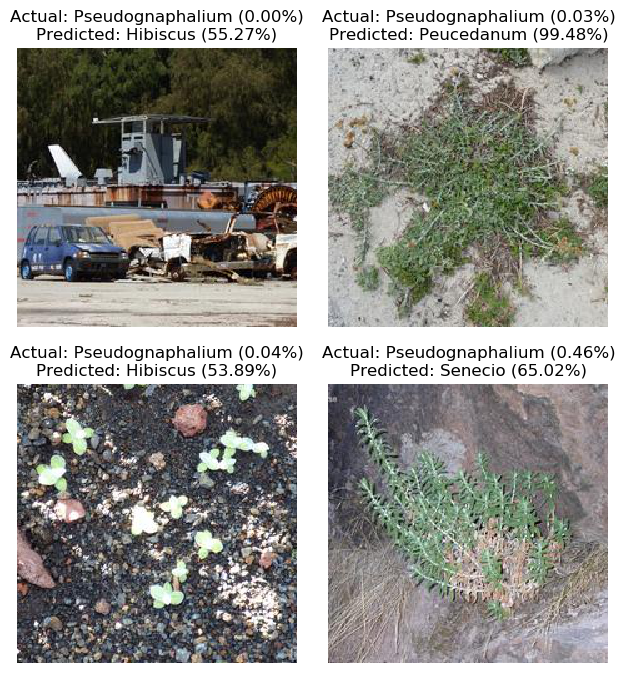 Actual: Pseudognaphalium (0.00%)
Predicted: Hibiscus (55.27%)
Actual: Pseudognaphalium (0.03%)
Predicted: Peucedanum (99.48%)
Actual: Pseudognaphalium (0.04%)
Predicted: Hibiscus (53.89%)
Actual: Pseudognaphalium (0.46%)
Predicted: Senecio (65.02%)